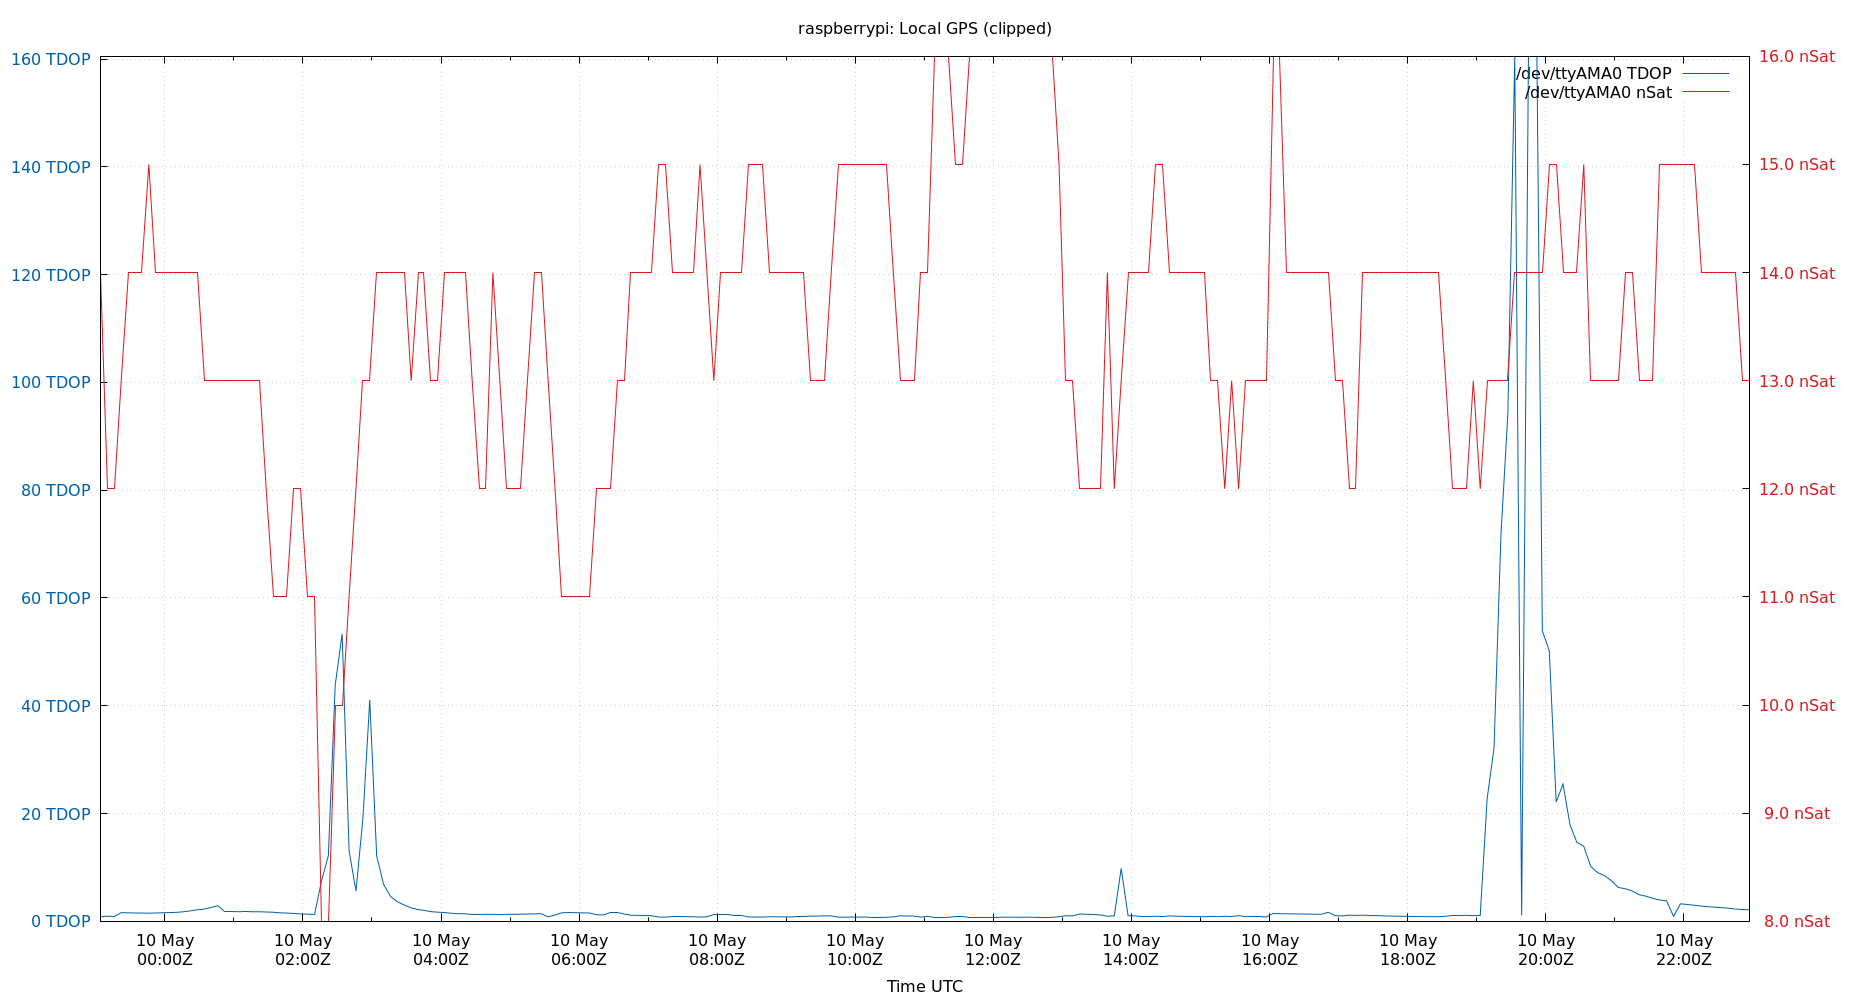 raspberrypi: Local GPS (clipped)
160 TDOP
140 TDOP
120 TDOP
100 TDOP
80 TDOP
60 TDOP
40 TDOP
20 TDOP
0 TDOP
/dev/ttyAMA0 TDOP
/dev/ttyAMA0 nSat
16.0 nSat
15.0 nSat
14.0 nSat
13.0 nSat
12.0 nSat
11.0 nSat
10.0 nSat
9.0 nSat
8.0 nSat
10 May
00:00Z
10 May
02:00Z
10 May
04:00Z
10 May
06:00Z
10 May
08:00Z
10 May
10:00Z
10 May
12:00Z
10 May
14:00Z
10 May
16:00Z
10 May
18:00Z
10 May
20:00Z
10 May
22:00Z
Time UTC